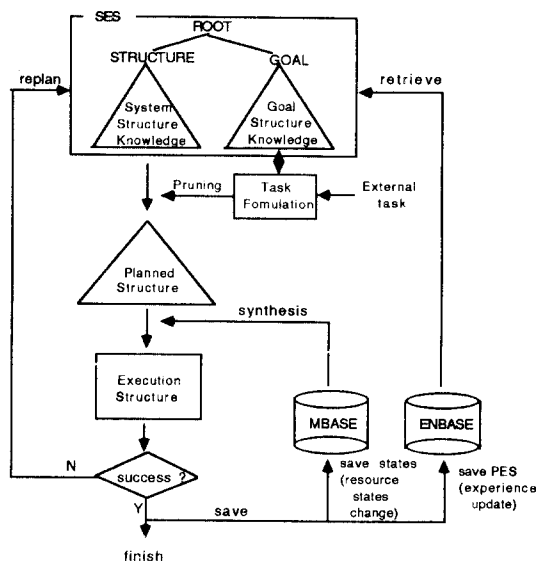 SES
ROOT
STRUCTURE
GOAL
replan
retrieve
System
Structure
Knowledge
Goal
Structure
Knowledge
Pruning
Task
Fomulation
External
task
Planned
Structure
synthesis
Execution
Structure
MBASE
ENBASE
N
success ?
save states
(resource
states
change)
save PES
(experience
update)
Y
save
finish